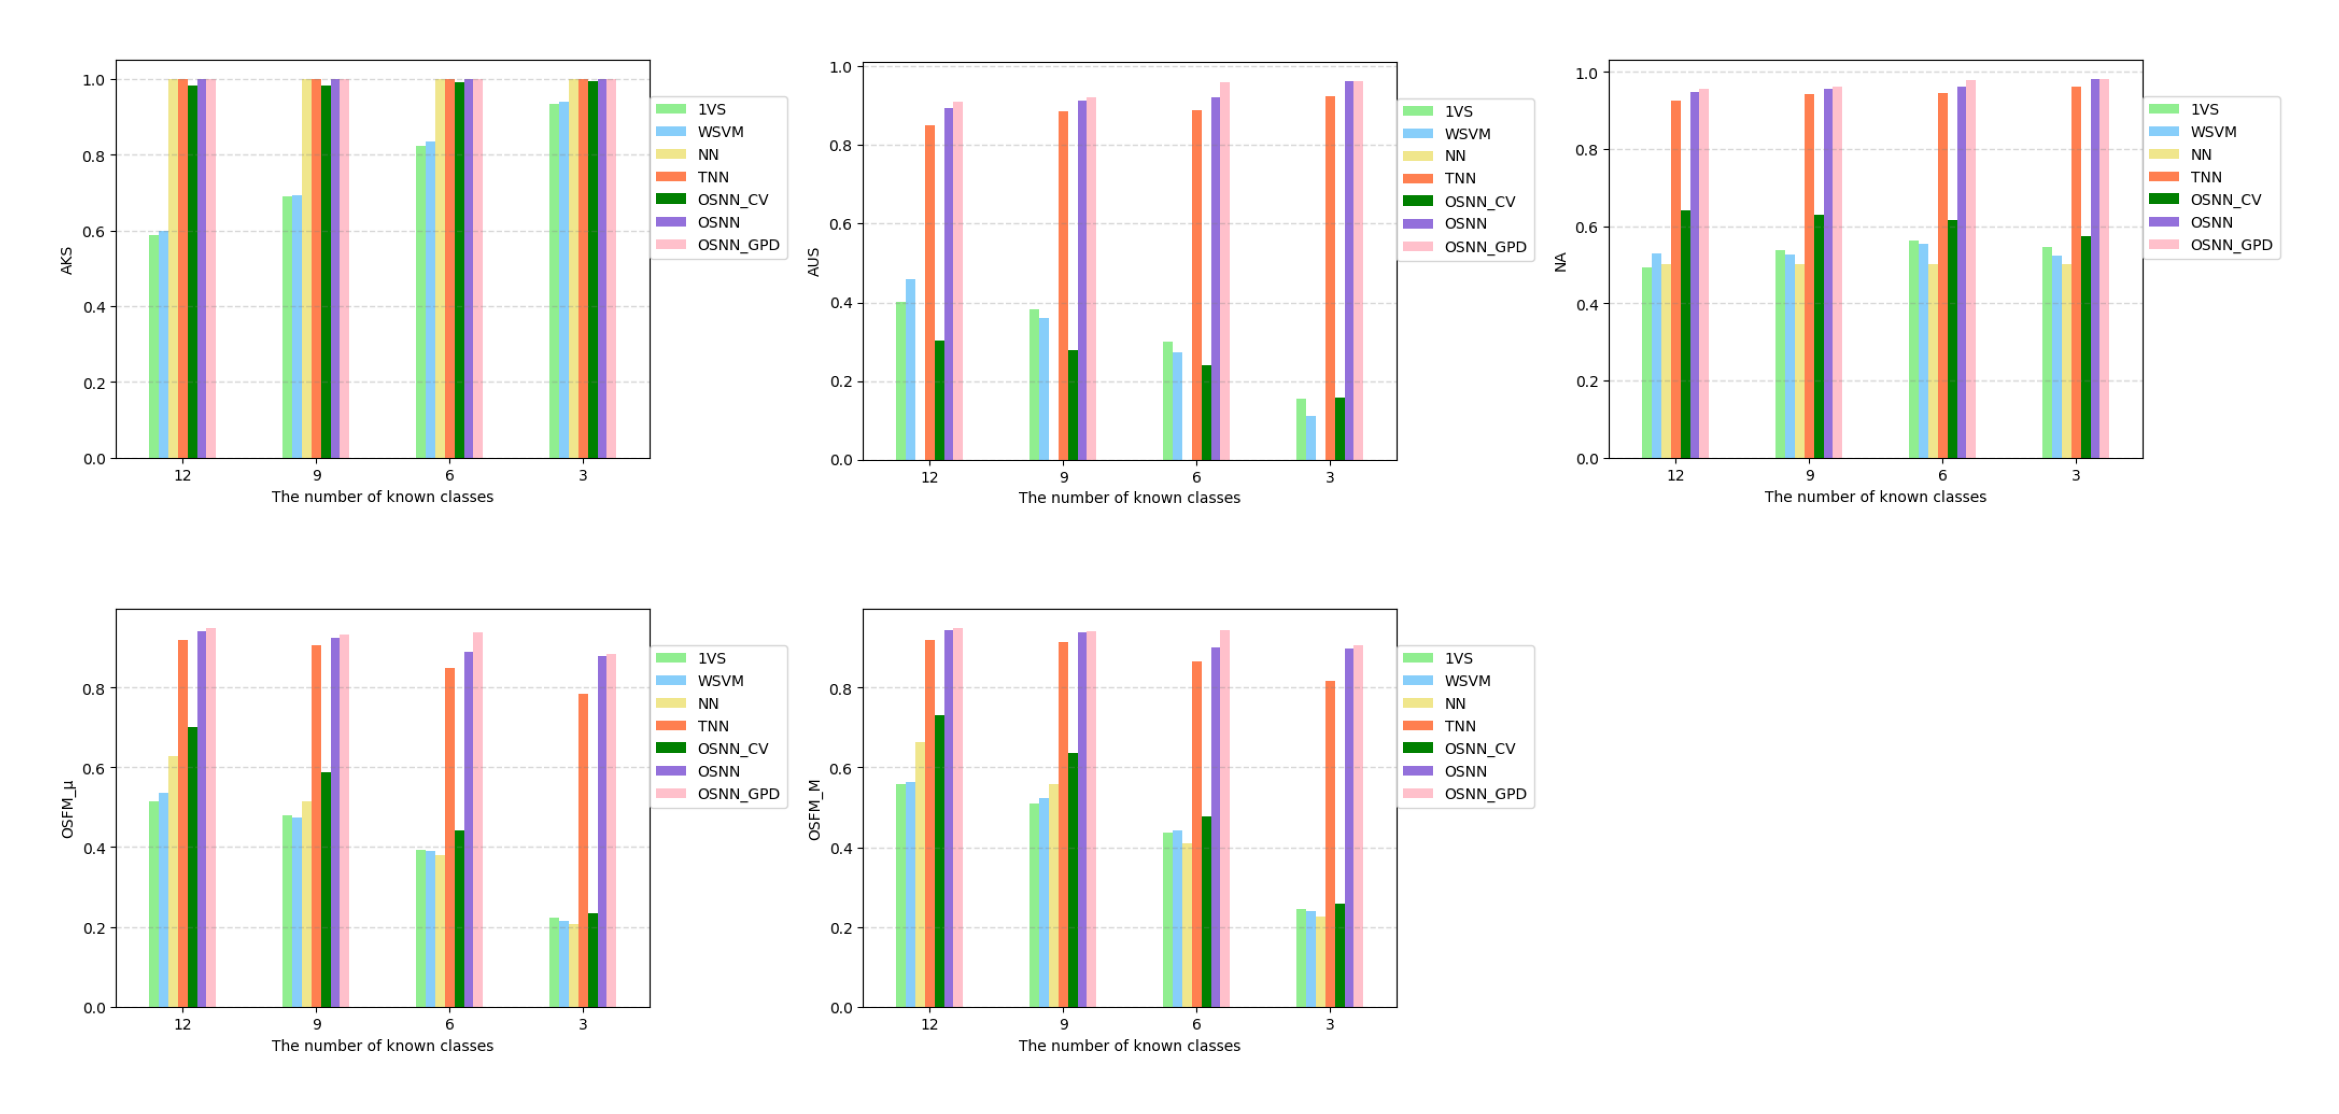 AKS
1.0
0.8
0.6
0.4
0.2
0.0
12 9 6 3
The number of known classes
1VS
WSVM
NN
TNN
OSNN_CV
OSNN
OSNN_GPD
AUS
1.0
0.8
0.6
0.4
0.2
0.0
12 9 6 3
The number of known classes
1VS
WSVM
NN
TNN
OSNN_CV
OSNN
OSNN_GPD
NA
1.0
0.8
0.6
0.4
0.2
0.0
12 9 6 3
The number of known classes
1VS
WSVM
NN
TNN
OSNN_CV
OSNN
OSNN_GPD
OSFM_μ
0.8
0.6
0.4
0.2
0.0
12 9 6 3
The number of known classes
1VS
WSVM
NN
TNN
OSNN_CV
OSNN
OSNN_GPD
OSFM_M
0.8
0.6
0.4
0.2
0.0
12 9 6 3
The number of known classes
1VS
WSVM
NN
TNN
OSNN_CV
OSNN
OSNN_GPD